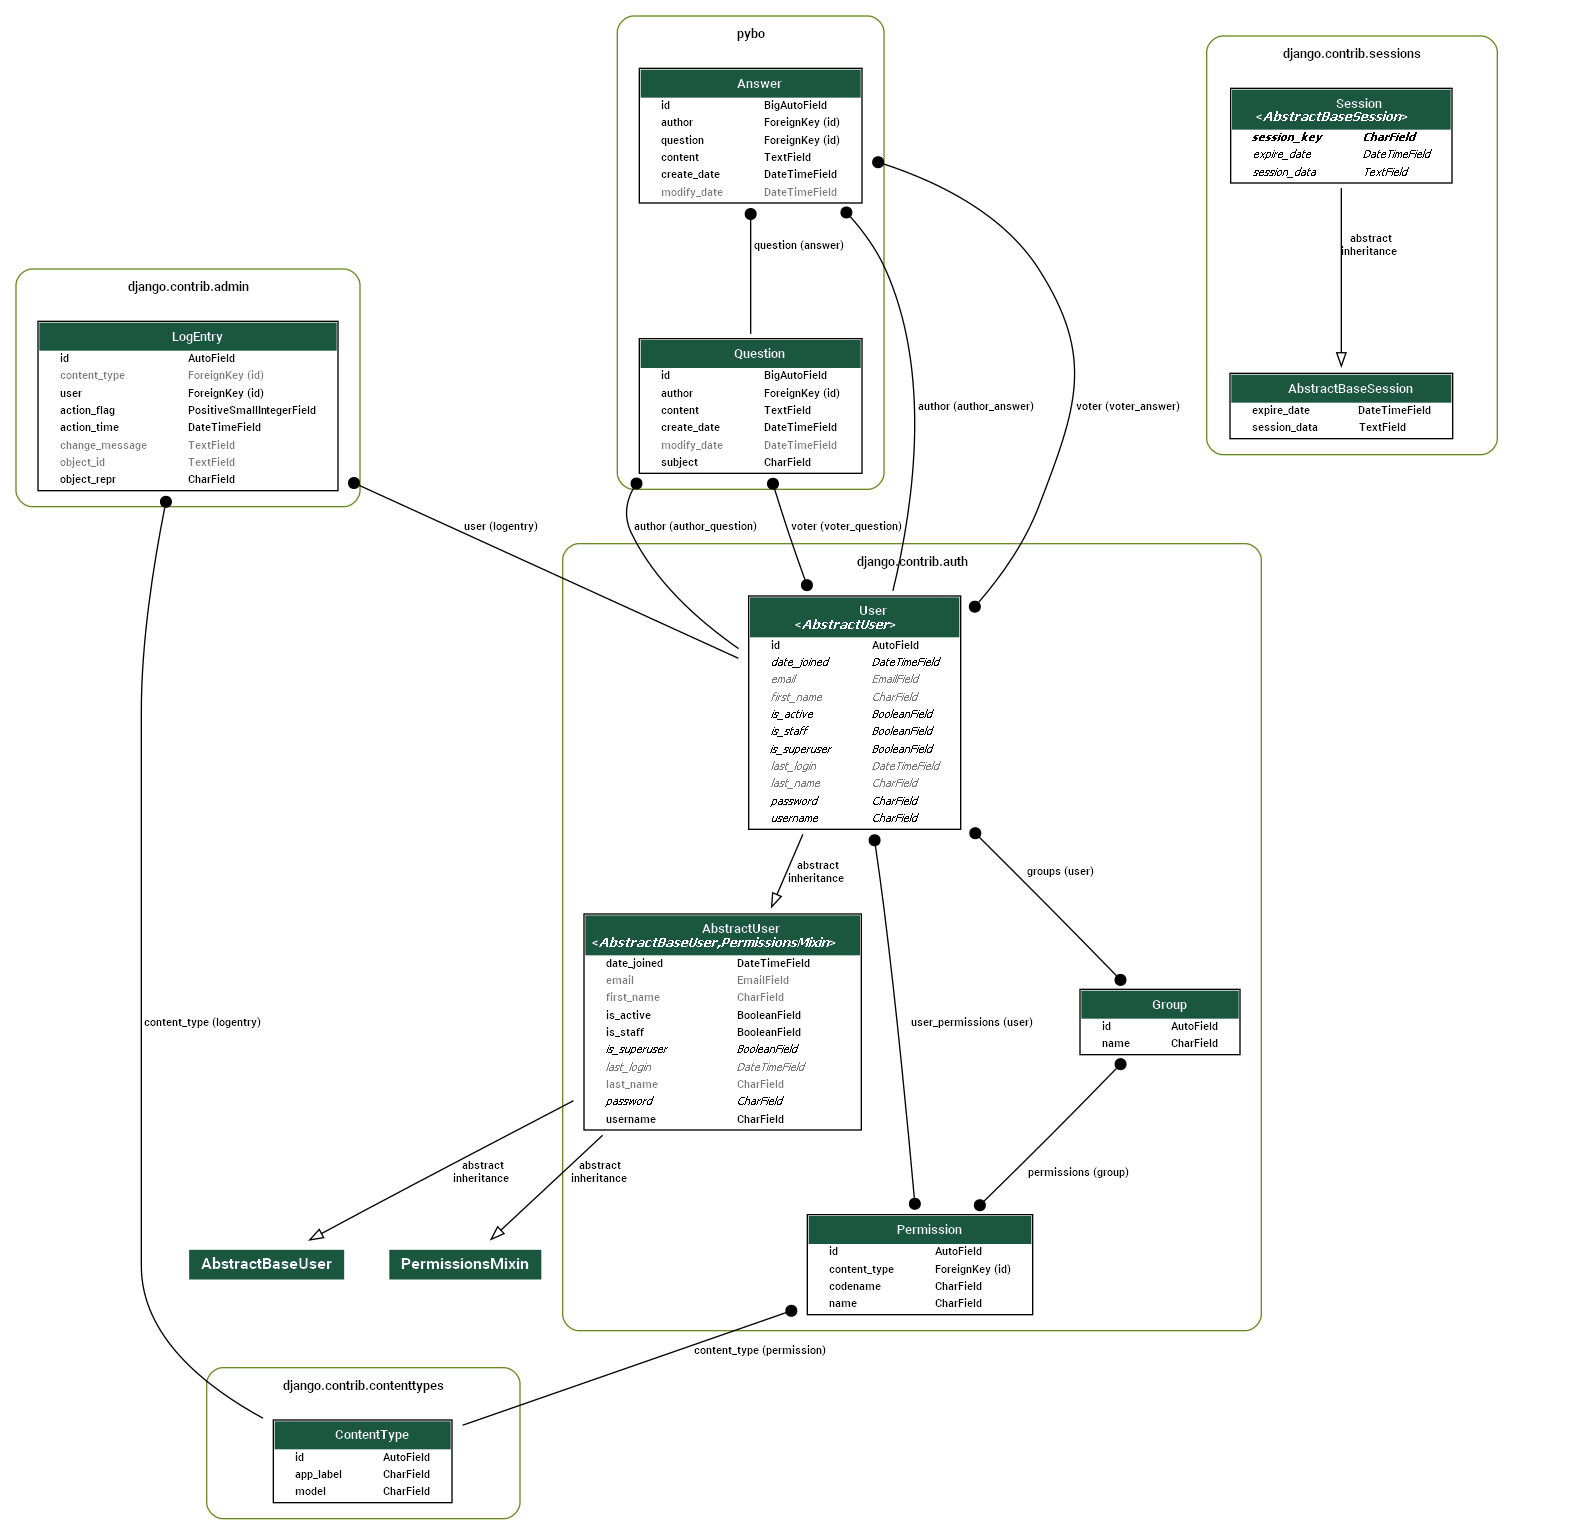 pybo
Answer
id BigAutoField
author ForeignKey (id)
question ForeignKey (id)
content TextField
create_date DateTimeField
modify_date DateTimeField
question (answer)
Question
id BigAutoField
author ForeignKey (id)
content TextField
create_date DateTimeField
modify_date DateTimeField
subject CharField
django.contrib.sessions
Session
<AbstractBaseSession>
session_key CharField
expire_date DateTimeField
session_data TextField
abstract
inheritance
AbstractBaseSession
expire_date DateTimeField
session_data TextField
django.contrib.admin
LogEntry
id AutoField
content_type ForeignKey (id)
user ForeignKey (id)
action_flag PositiveSmallIntegerField
action_time DateTimeField
change_message TextField
object_id TextField
object_repr CharField
author (author_answer)
voter (voter_answer)
user (logentry)
author (author_question)
voter (voter_question)
django.contrib.auth
User
<AbstractUser>
id AutoField
date_joined DateTimeField
email EmailField
first_name CharField
is_active BooleanField
is_staff BooleanField
is_superuser BooleanField
last_login DateTimeField
last_name CharField
password CharField
username CharField
abstract
inheritance
groups (user)
AbstractUser
<AbstractBaseUser,PermissionsMixin>
date_joined DateTimeField
email EmailField
first_name CharField
is_active BooleanField
is_staff BooleanField
is_superuser BooleanField
last_login DateTimeField
last_name CharField
password CharField
username CharField
content_type (logentry)
user_permissions (user)
Group
id AutoField
name CharField
abstract
inheritance
abstract
inheritance
permissions (group)
AbstractBaseUser
PermissionsMixin
Permission
id AutoField
content_type ForeignKey (id)
codename CharField
name CharField
content_type (permission)
django.contrib.contenttypes
ContentType
id AutoField
app_label CharField
model CharField